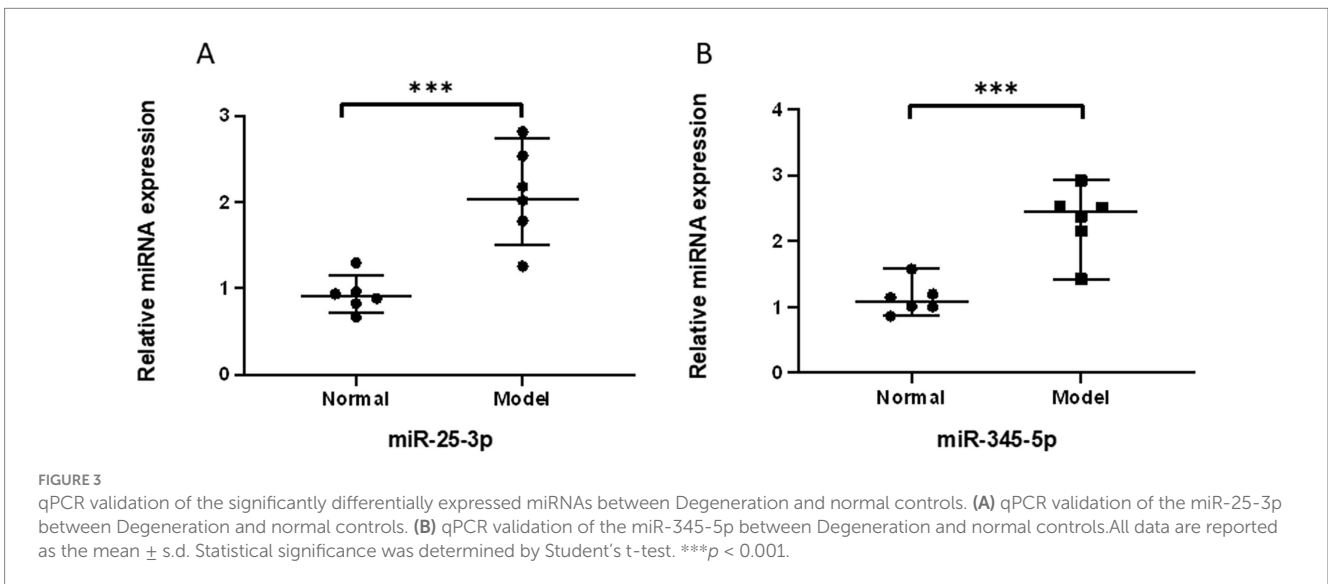 A
***
Relative miRNA expression
3
2
1
0
Normal Model
miR-25-3p
B
***
Relative miRNA expression
4
3
2
1
0
Normal Model
miR-345-5p
FIGURE 3
qPCR validation of the significantly differentially expressed miRNAs between Degeneration and normal controls. (A) qPCR validation of the miR-25-3p
between Degeneration and normal controls. (B) qPCR validation of the miR-345-5p between Degeneration and normal controls.All data are reported
as the mean ± s.d. Statistical significance was determined by Student’s t-test. ***p < 0.001.